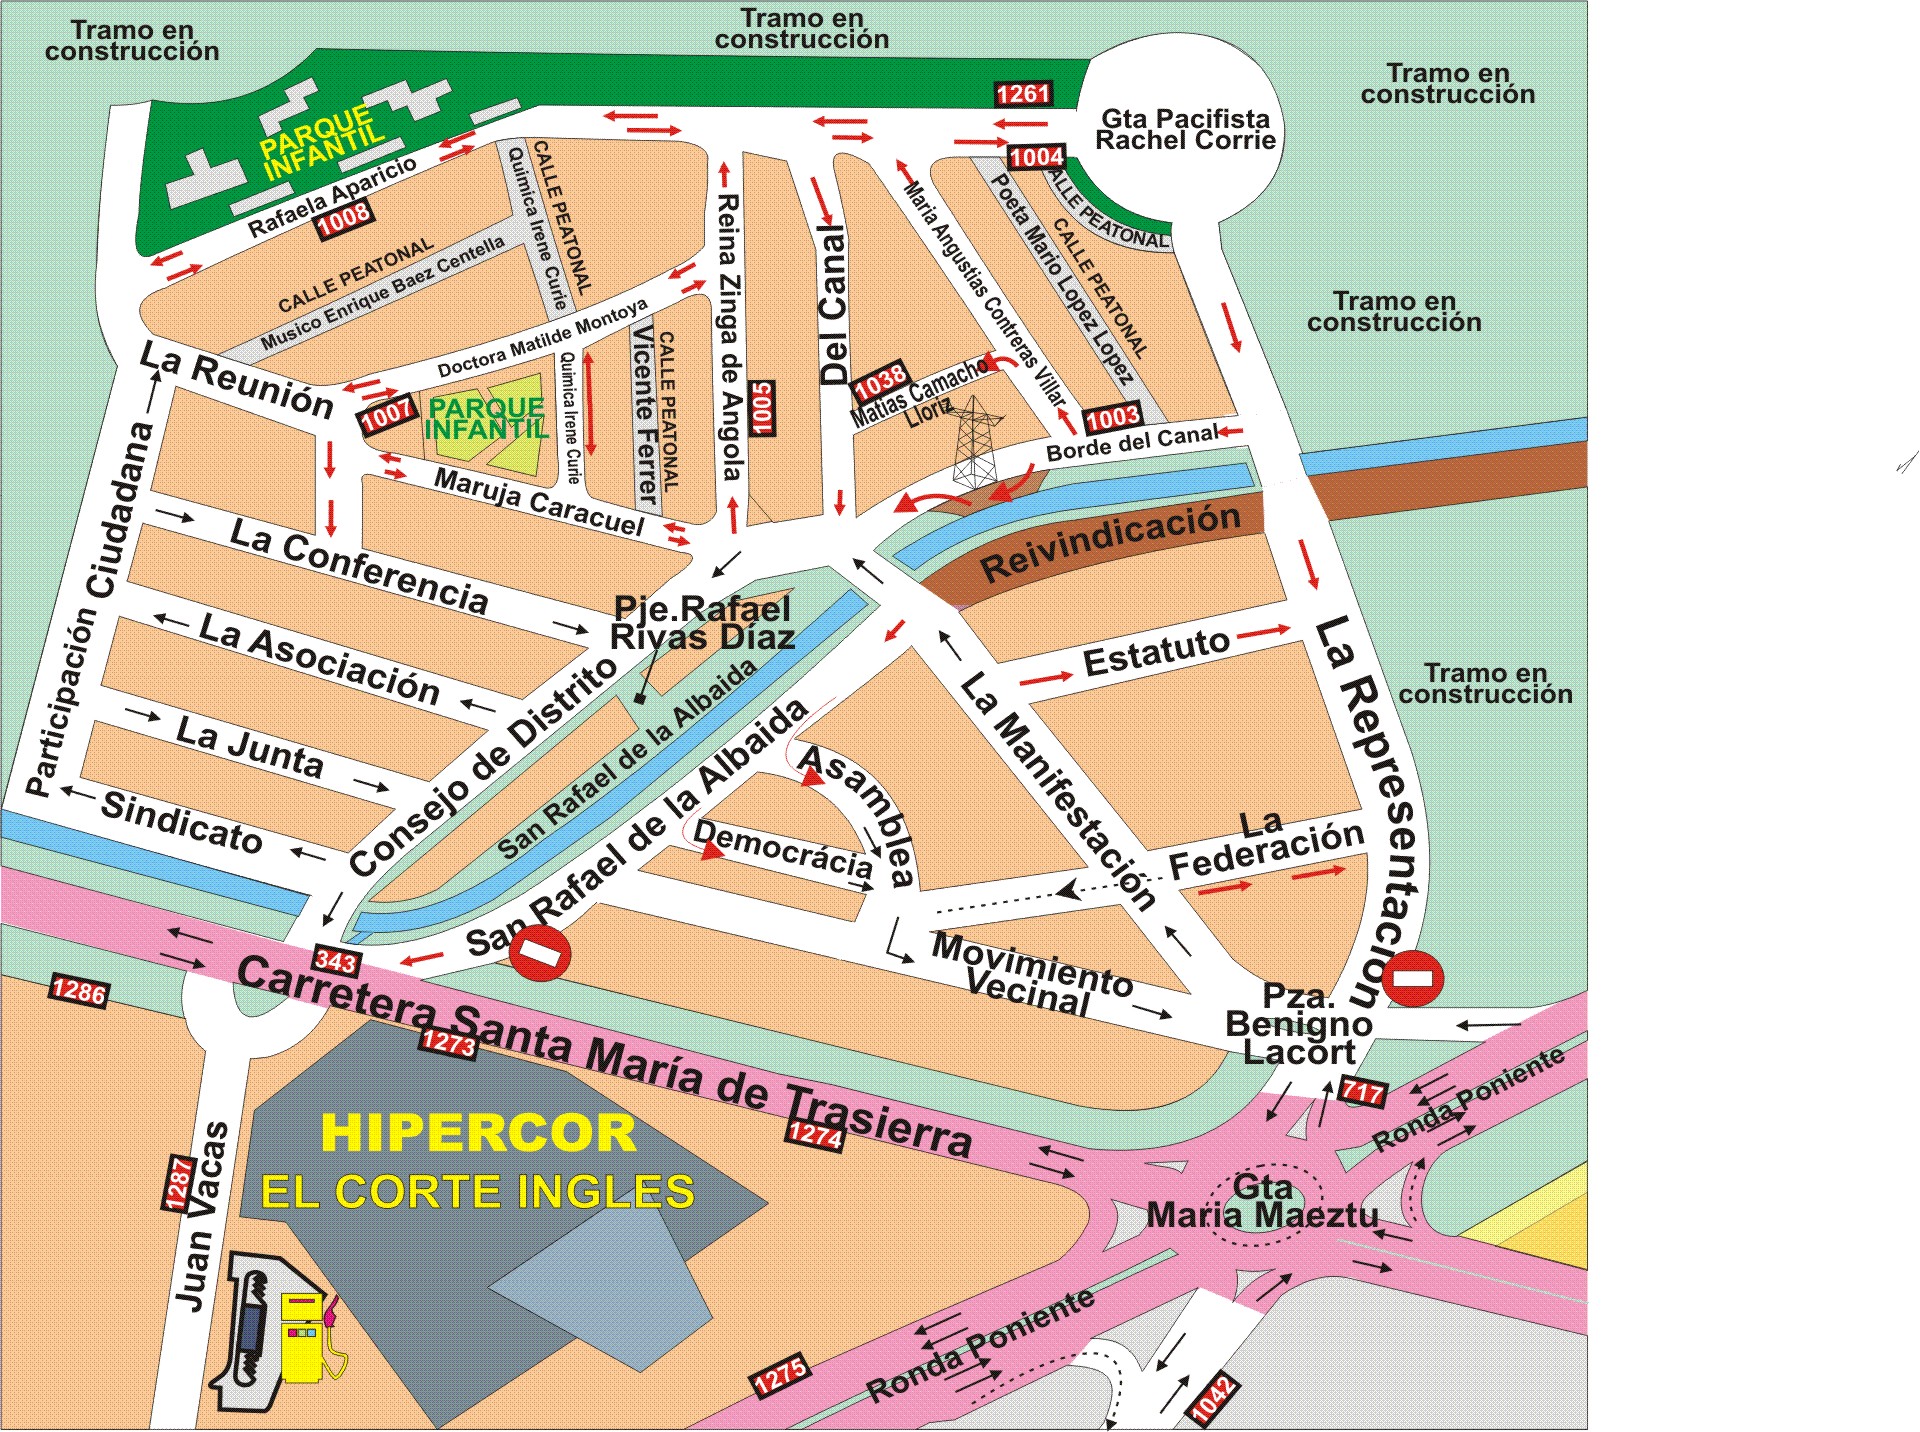 Tramo en
construcción
Tramo en
construcción
Tramo en
construcción
Tramo en
construcción
Tramo en
construcción
1261
Gta Pacifista
Rachel Corrie
1004
CALLE PEATONAL
PARQUE
INFANTIL
Rafaela Aparicio
1008
CALLE PEATONAL
Quimica Irene Curie
CALLE PEATONAL
Musico Enrique Baez Centella
Reina Zinga de Angola
1005
Del Canal
Maria Angustias Contreras Villar
Poeta Mario Lopez Lopez
CALLE PEATONAL
1038
Matías Camacho
Lloriz
1003
Borde del Canal
La Reunión
Doctora Matilde Montoya
1007
PARQUE
INFANTIL
Quimica Irene Curie
Vicente Ferrer
CALLE PEATONAL
Maruja Caracuel
Participación Ciudadana
La Conferencia
La Asociación
La Junta
Sindicato
Consejo de Distrito
Pje.Rafael
Rivas Díaz
San Rafael de la Albaida
San Rafael de la Albaida
Reivindicación
Estatuto
La Manifestación
La Representacion
Asamblea
Democrácia
La
Federación
Movimiento
Vecinal
Pza.
Benigno
Lacort
343
1286
Carretera Santa María de Trasierra
1273
1274
717
Ronda Poniente
HIPERCOR
EL CORTE INGLES
1287
Juan Vacas
Gta
Maria Maeztu
Ronda Poniente
1275
1042